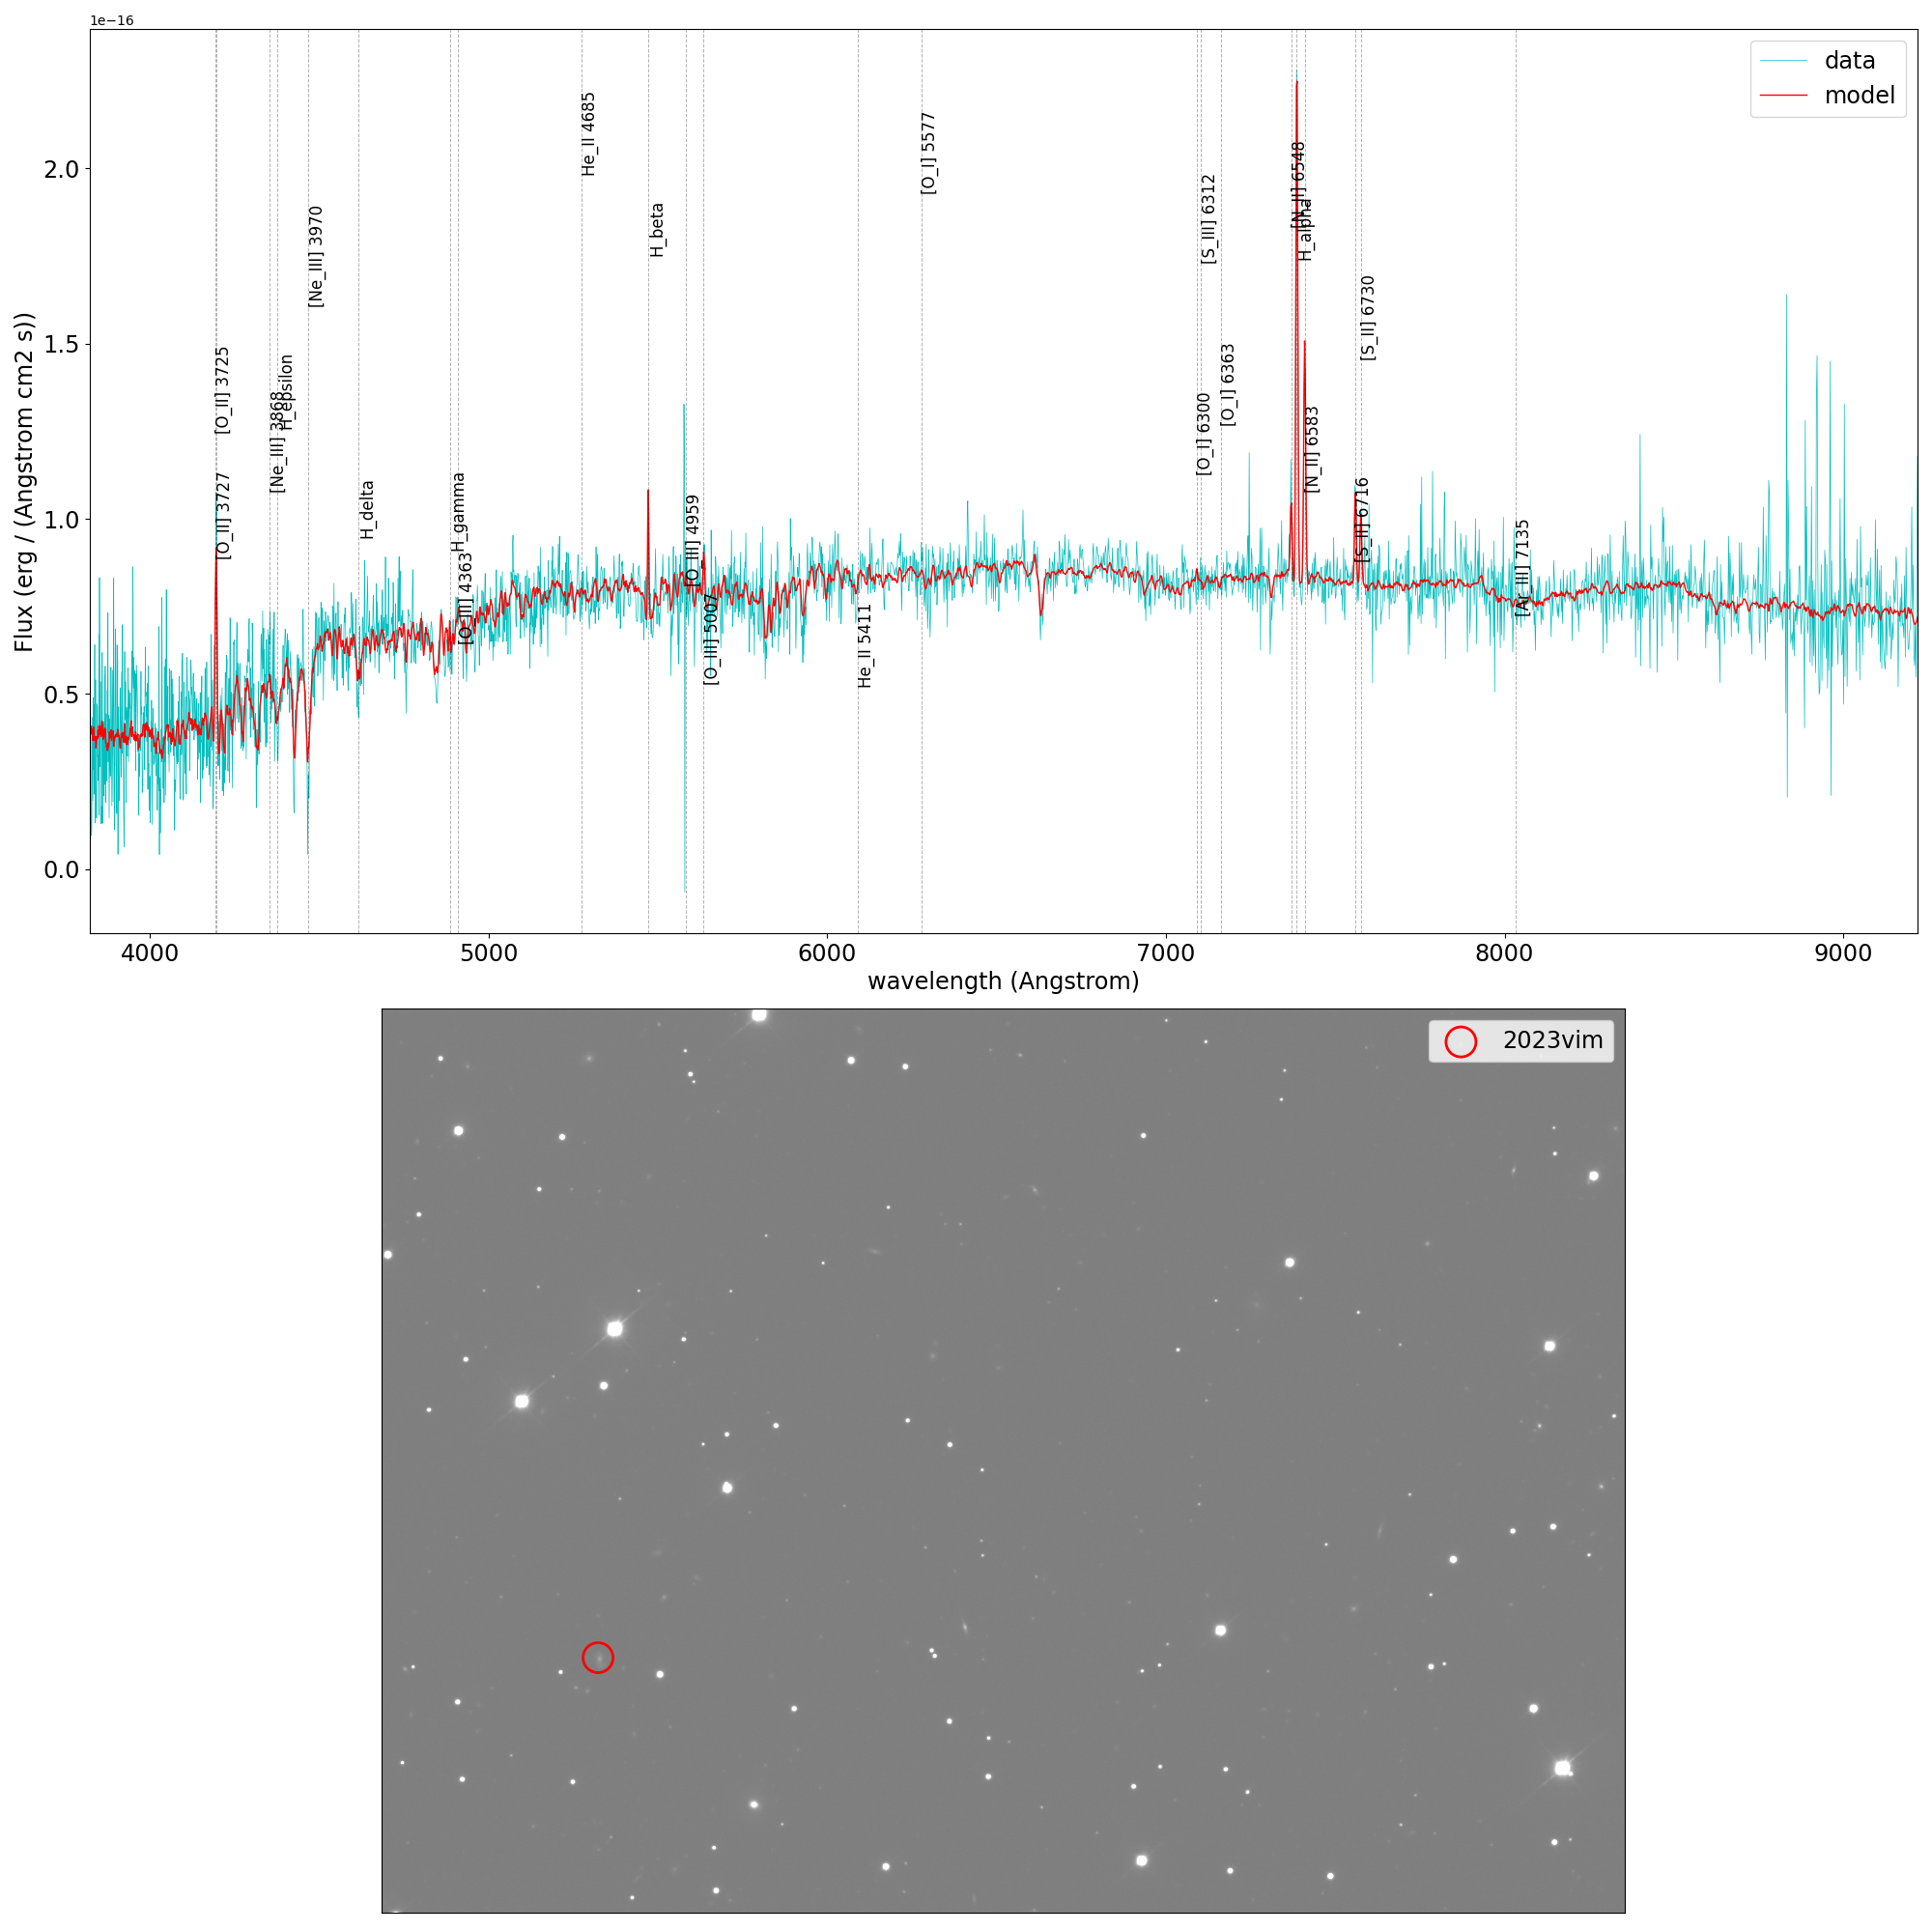 1e−16
data
model
Flux (erg / (Angstrom cm2 s))
2.0
1.5
1.0
0.5
0.0
[O_II] 3725
[O_II] 3727
[Ne_III] 3868
H_epsilon
[Ne_III] 3970
H_delta
H_gamma
[O_III] 4363
He_II 4685
H_beta
[O_III] 4959
[O_III] 5007
He_II 5411
[O_I] 5577
[O_I] 6300
[S_III] 6312
[O_I] 6363
[N_II] 6548
H_alpha
[N_II] 6583
[S_II] 6716
[S_II] 6730
[Ar_III] 7135
4000 5000 6000 7000 8000 9000
wavelength (Angstrom)
2023vim